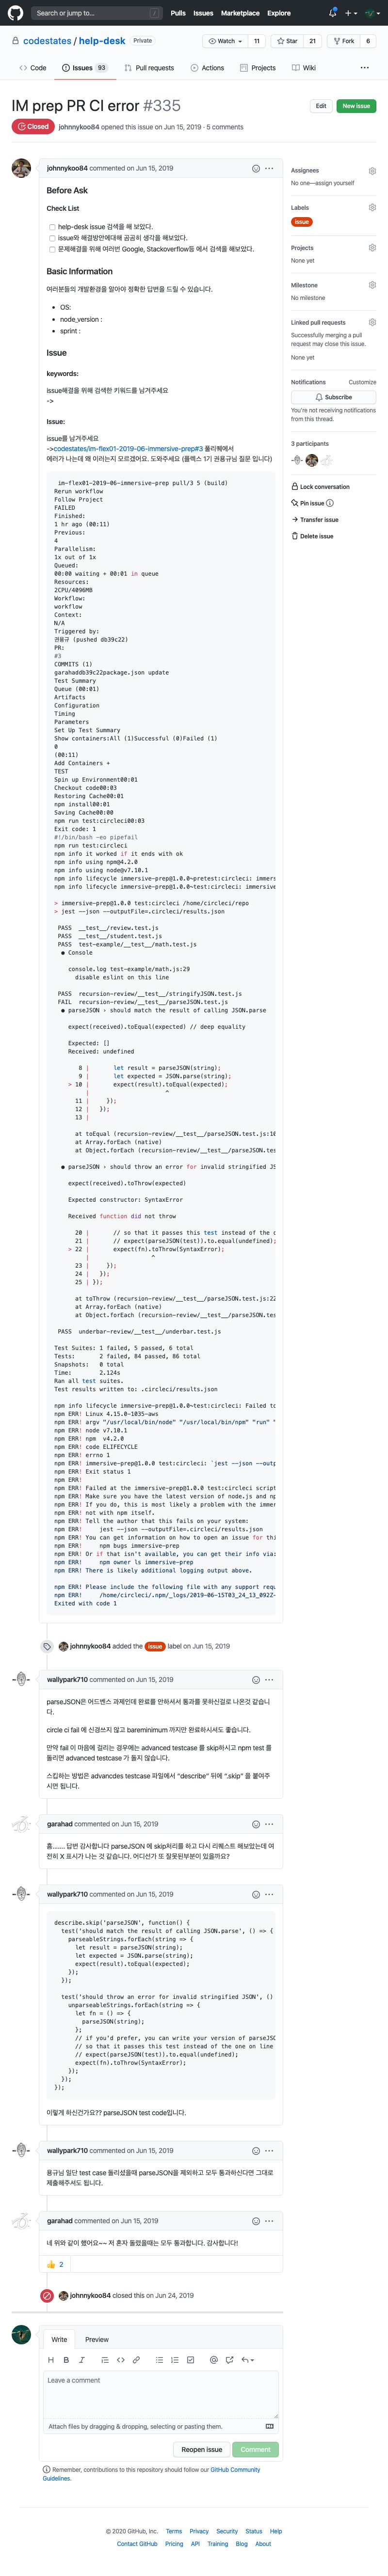 Search or jump to... /
Pulls Issues Marketplace Explore
codestates / help-desk Private
Watch 11 Star 21 Fork 6
Code Issues 93 Pull requests Actions Projects Wiki
IM prep PR CI error #335
Edit New issue
Closed johnnykoo84 opened this issue on Jun 15, 2019 · 5 comments
johnnykoo84 commented on Jun 15, 2019
Before Ask
Check List
help-desk issue 검색을 해 보았다.
issue와 해결방안에대해 곰곰히 생각을 해보았다.
문제해결을 위해 여러번 Google, Stackoverflow등 에서 검색을 해보았다.
Basic Information
여러분들의 개발환경을 알아야 정확한 답변을 드릴 수 있습니다.
OS:
node_version :
sprint :
Issue
keywords:
issue해결을 위해 검색한 키워드를 남겨주세요
->
Issue:
issue를 남겨주세요
->codestates/im-flex01-2019-06-immersive-prep#3 풀리퀘에서
에러가 나는데 왜 이러는지 모르겠어요. 도와주세요 (플렉스 1기 권용규님 질문 입니다)
im-flex01-2019-06-immersive-prep pull/3 5 (build)
Rerun workflow
Follow Project
FAILED
Finished:
1 hr ago (00:11)
Previous:
4
Parallelism:
1x out of 1x
Queued:
00:00 waiting + 00:01 in queue
Resources:
2CPU/4096MB
Workflow:
workflow
Context:
N/A
Triggered by:
권용규 (pushed db39c22)
PR:
#3
COMMITS (1)
garahaddb39c22package.json update
Test Summary
Queue (00:01)
Artifacts
Configuration
Timing
Parameters
Set Up Test Summary
Show containers:All (1)Successful (0)Failed (1)
0
(00:11)
Add Containers +
TEST
Spin up Environment00:01
Checkout code00:03
Restoring Cache00:01
npm install00:01
Saving Cache00:00
npm run test:circleci00:03
Exit code: 1
#!/bin/bash -eo pipefail
npm run test:circleci
npm info it worked if it ends with ok
npm info using npm@4.2.0
npm info using node@v7.10.1
npm info lifecycle immersive-prep@1.0.0~pretest:circleci: immers
npm info lifecycle immersive-prep@1.0.0~test:circleci: immersive
> immersive-prep@1.0.0 test:circleci /home/circleci/repo
> jest --json --outputFile=.circleci/results.json
PASS __test__/review.test.js
PASS __test__/student.test.js
PASS test-example/__test__/math.test.js
● Console
console.log test-example/math.js:29
disable eslint on this line
PASS recursion-review/__test__/stringifyJSON.test.js
FAIL recursion-review/__test__/parseJSON.test.js
● parseJSON › should match the result of calling JSON.parse
expect(received).toEqual(expected) // deep equality
Expected: []
Received: undefined
8 | let result = parseJSON(string);
9 | let expected = JSON.parse(string);
> 10 | expect(result).toEqual(expected);
| ^
11 | });
12 | });
13 |
at toEqual (recursion-review/__test__/parseJSON.test.js:10
at Array.forEach (native)
at Object.forEach (recursion-review/__test__/parseJSON.tes
● parseJSON › should throw an error for invalid stringified JS
expect(received).toThrow(expected)
Expected constructor: SyntaxError
Received function did not throw
20 | // so that it passes this test instead of the o
21 | // expect(parseJSON(test)).to.equal(undefined);
> 22 | expect(fn).toThrow(SyntaxError);
| ^
23 | });
24 | });
25 | });
at toThrow (recursion-review/__test__/parseJSON.test.js:22
at Array.forEach (native)
at Object.forEach (recursion-review/__test__/parseJSON.tes
PASS underbar-review/__test__/underbar.test.js
Test Suites: 1 failed, 5 passed, 6 total
Tests: 2 failed, 84 passed, 86 total
Snapshots: 0 total
Time: 2.124s
Ran all test suites.
Test results written to: .circleci/results.json
npm info lifecycle immersive-prep@1.0.0~test:circleci: Failed to
npm ERR! Linux 4.15.0-1035-aws
npm ERR! argv "/usr/local/bin/node" "/usr/local/bin/npm" "run" "
npm ERR! node v7.10.1
npm ERR! npm v4.2.0
npm ERR! code ELIFECYCLE
npm ERR! errno 1
npm ERR! immersive-prep@1.0.0 test:circleci: `jest --json --outp
npm ERR! Exit status 1
npm ERR!
npm ERR! Failed at the immersive-prep@1.0.0 test:circleci script
npm ERR! Make sure you have the latest version of node.js and np
npm ERR! If you do, this is most likely a problem with the immer
npm ERR! not with npm itself.
npm ERR! Tell the author that this fails on your system:
npm ERR! jest --json --outputFile=.circleci/results.json
npm ERR! You can get information on how to open an issue for thi
npm ERR! npm bugs immersive-prep
npm ERR! Or if that isn't available, you can get their info via:
npm ERR! npm owner ls immersive-prep
npm ERR! There is likely additional logging output above.
npm ERR! Please include the following file with any support requ
npm ERR! /home/circleci/.npm/_logs/2019-06-15T03_24_13_092Z-
Exited with code 1
Assignees
No one—assign yourself
Labels
issue
Projects
None yet
Milestone
No milestone
Linked pull requests
Successfully merging a pull
request may close this issue.
None yet
Notifications Customize
Subscribe
You're not receiving notifications
from this thread.
3 participants
Lock conversation
Pin issue
Transfer issue
Delete issue
johnnykoo84 added the issue label on Jun 15, 2019
wallypark710 commented on Jun 15, 2019
parseJSON은 어드벤스 과제인데 완료를 안하셔서 통과를 못하신걸로 나온것 같습니
다.
circle ci fail 에 신경쓰지 않고 bareminimum 까지만 완료하시셔도 좋습니다.
만약 fail 이 마음에 걸리는 경우에는 advanced testcase 를 skip하시고 npm test 를
돌리면 advanced testcase 가 돌지 않습니다.
스킵하는 방법은 advancdes testcase 파일에서 "describe" 뒤에 ".skip" 을 붙여주
시면 됩니다.
garahad commented on Jun 15, 2019
흠....... 답변 감사합니다 parseJSON 에 skip처리를 하고 다시 리퀘스트 해보았는데 여
전히 X 표시가 나는 것 같습니다. 어디선가 또 잘못된부분이 있을까요?
wallypark710 commented on Jun 15, 2019
describe.skip('parseJSON', function() {
test('should match the result of calling JSON.parse', () => {
parseableStrings.forEach(string => {
let result = parseJSON(string);
let expected = JSON.parse(string);
expect(result).toEqual(expected);
});
});
test('should throw an error for invalid stringified JSON', ()
unparseableStrings.forEach(string => {
let fn = () => {
parseJSON(string);
};
// if you'd prefer, you can write your version of parseJS
// so that it passes this test instead of the one on line
// expect(parseJSON(test)).to.equal(undefined);
expect(fn).toThrow(SyntaxError);
});
});
});
이렇게 하신건가요?? parseJSON test code입니다.
wallypark710 commented on Jun 15, 2019
용규님 일단 test case 돌리셨을때 parseJSON을 제외하고 모두 통과하신다면 그대로
제출해주셔도 됩니다.
garahad commented on Jun 15, 2019
네 위와 같이 했어요~~ 저 혼자 돌렸을때는 모두 통과합니다. 감사합니다!
👍 2
johnnykoo84 closed this on Jun 24, 2019
Write Preview
Leave a comment
Attach files by dragging & dropping, selecting or pasting them.
Reopen issue Comment
Remember, contributions to this repository should follow our GitHub Community
Guidelines.
© 2020 GitHub, Inc. Terms Privacy Security Status Help
Contact GitHub Pricing API Training Blog About